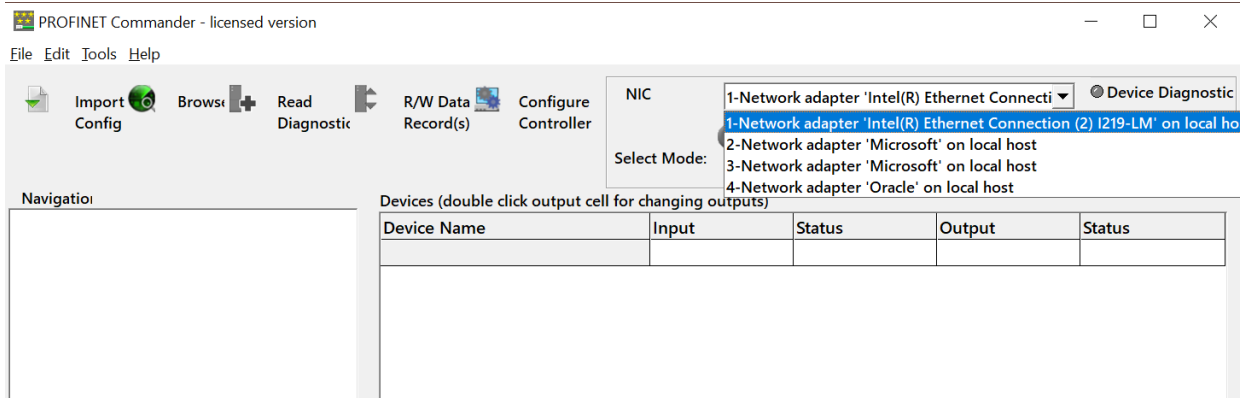 PROFINET Commander - licensed version
File Edit Tools Help
Import Config
Browse
Read Diagnostic
R/W Data Record(s)
Configure Controller
NIC
1-Network adapter 'Intel(R) Ethernet Connecti
Device Diagnostic
1-Network adapter 'Intel(R) Ethernet Connection (2) I219-LM' on local ho
2-Network adapter 'Microsoft' on local host
Select Mode:
3-Network adapter 'Microsoft' on local host
4-Network adapter 'Oracle' on local host
Navigation
Devices (double click output cell for changing outputs)
Device Name Input Status Output Status